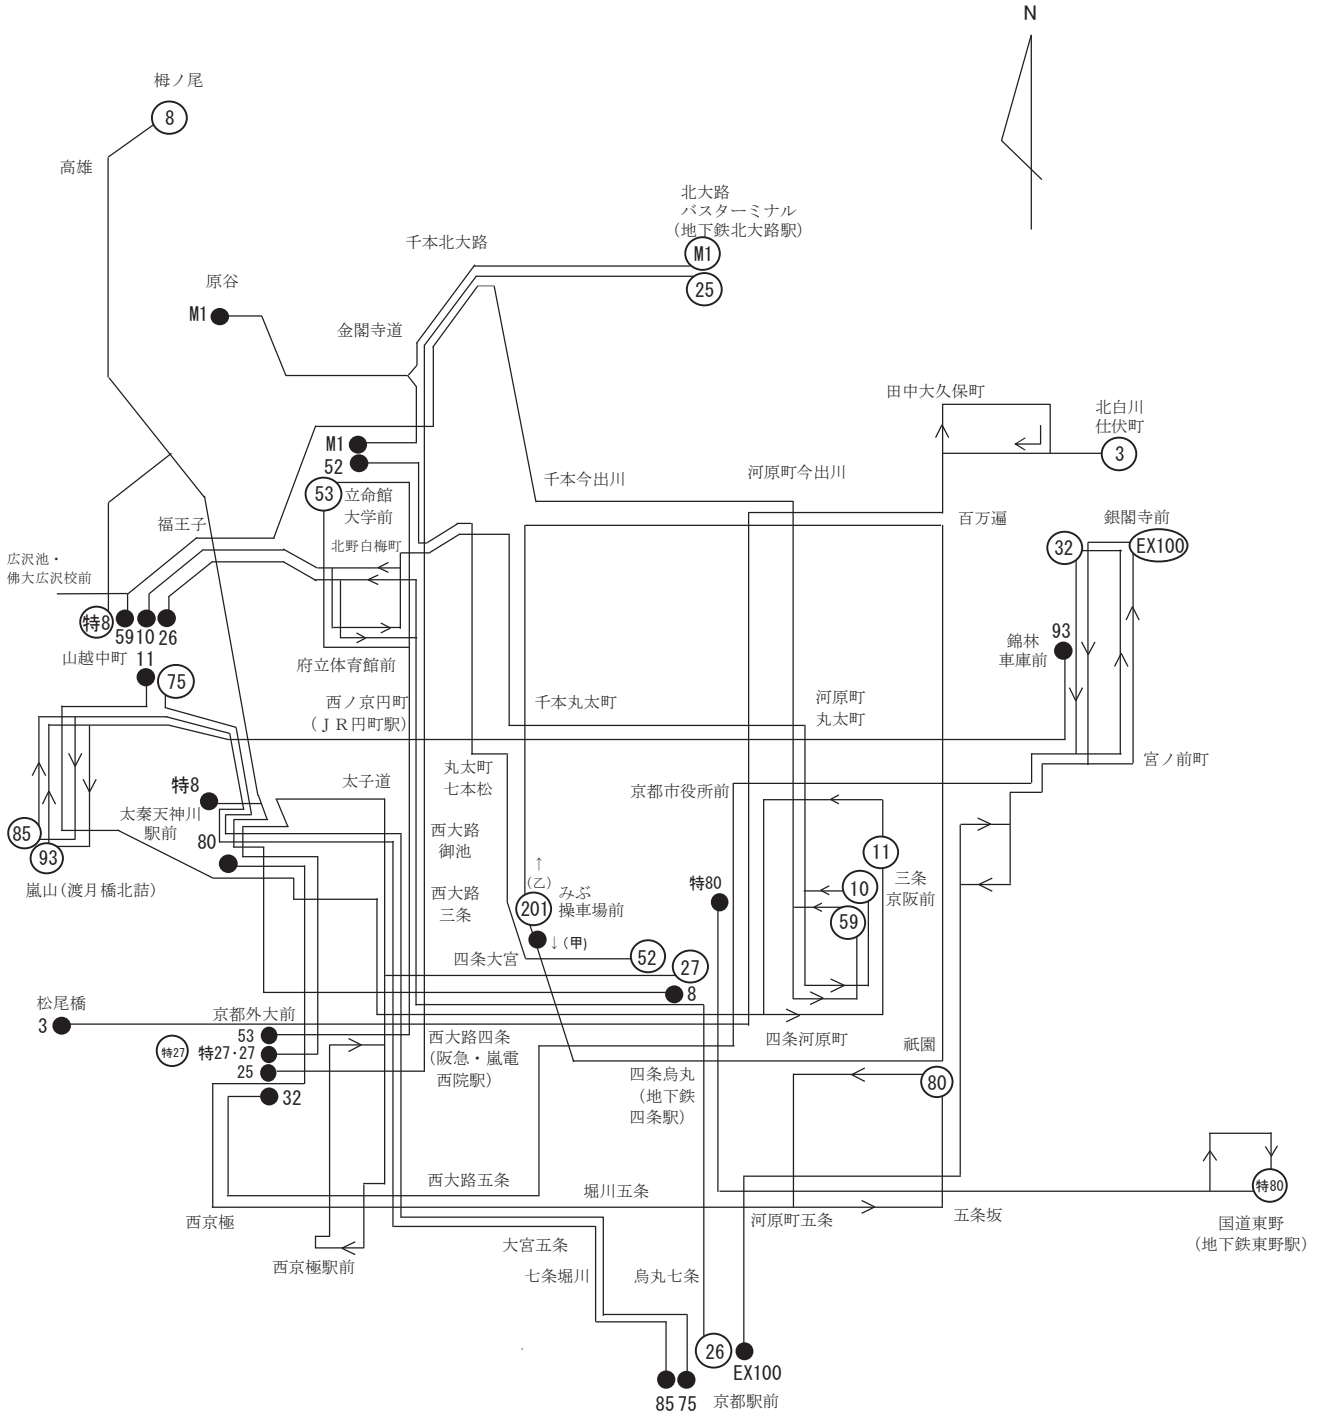 N
栂ノ尾
8
高雄
北大路
バスターミナル
(地下鉄北大路駅)
千本北大路
M1
25
原谷
M1
金閣寺道
田中大久保町
北白川
仕伏町
3
M1
52
53
立命館
大学前
千本今出川
河原町今出川
福王子
北野白梅町
百万遍
銀閣寺前
32
EX100
広沢池・
佛大広沢校前
特8
59
10
26
山越中町
11
75
93
錦林
車庫前
府立体育館前
西ノ京円町
(ＪＲ円町駅)
千本丸太町
河原町
丸太町
宮ノ前町
丸太町
七本松
太子道
京都市役所前
特8
太秦天神川
駅前
80
85
93
嵐山(渡月橋北詰)
西大路
御池
西大路
三条
↑
(乙)
201
みぶ
操車場前
↓(甲)
特80
11
10
三条
京阪前
59
四条大宮
52
27
8
松尾橋
3
京都外大前
53
特27
特27･27
25
32
西大路四条
(阪急・嵐電
西院駅)
四条河原町
祇園
四条烏丸
(地下鉄
四条駅)
80
西大路五条
堀川五条
特80
西京極
河原町五条
五条坂
国道東野
(地下鉄東野駅)
大宮五条
西京極駅前
七条堀川
烏丸七条
26
EX100
85
75
京都駅前